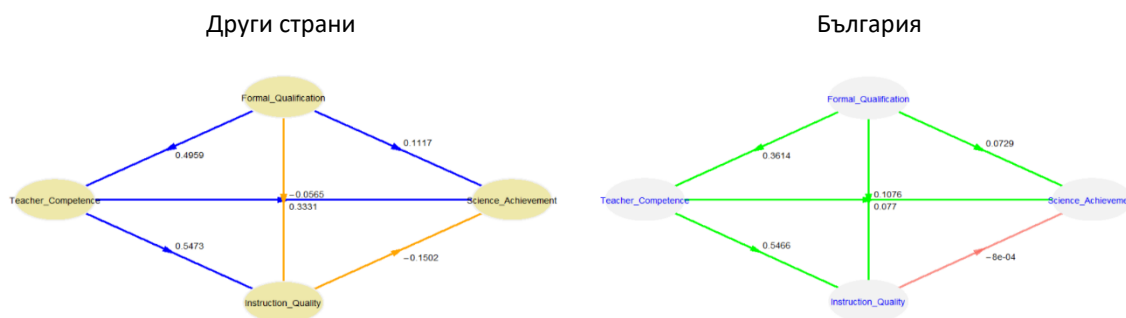 Други страни
България
Formal_Qualification
0.4959
0.1117
Teacher_Competence
−0.0565
0.3331
Science_Achievement
0.5473
−0.1502
Instruction_Quality
Formal_Qualification
0.3614
0.0729
Teacher_Competence
0.1076
0.077
Science_Achieveme
0.5466
−8e−04
Instruction_Quality